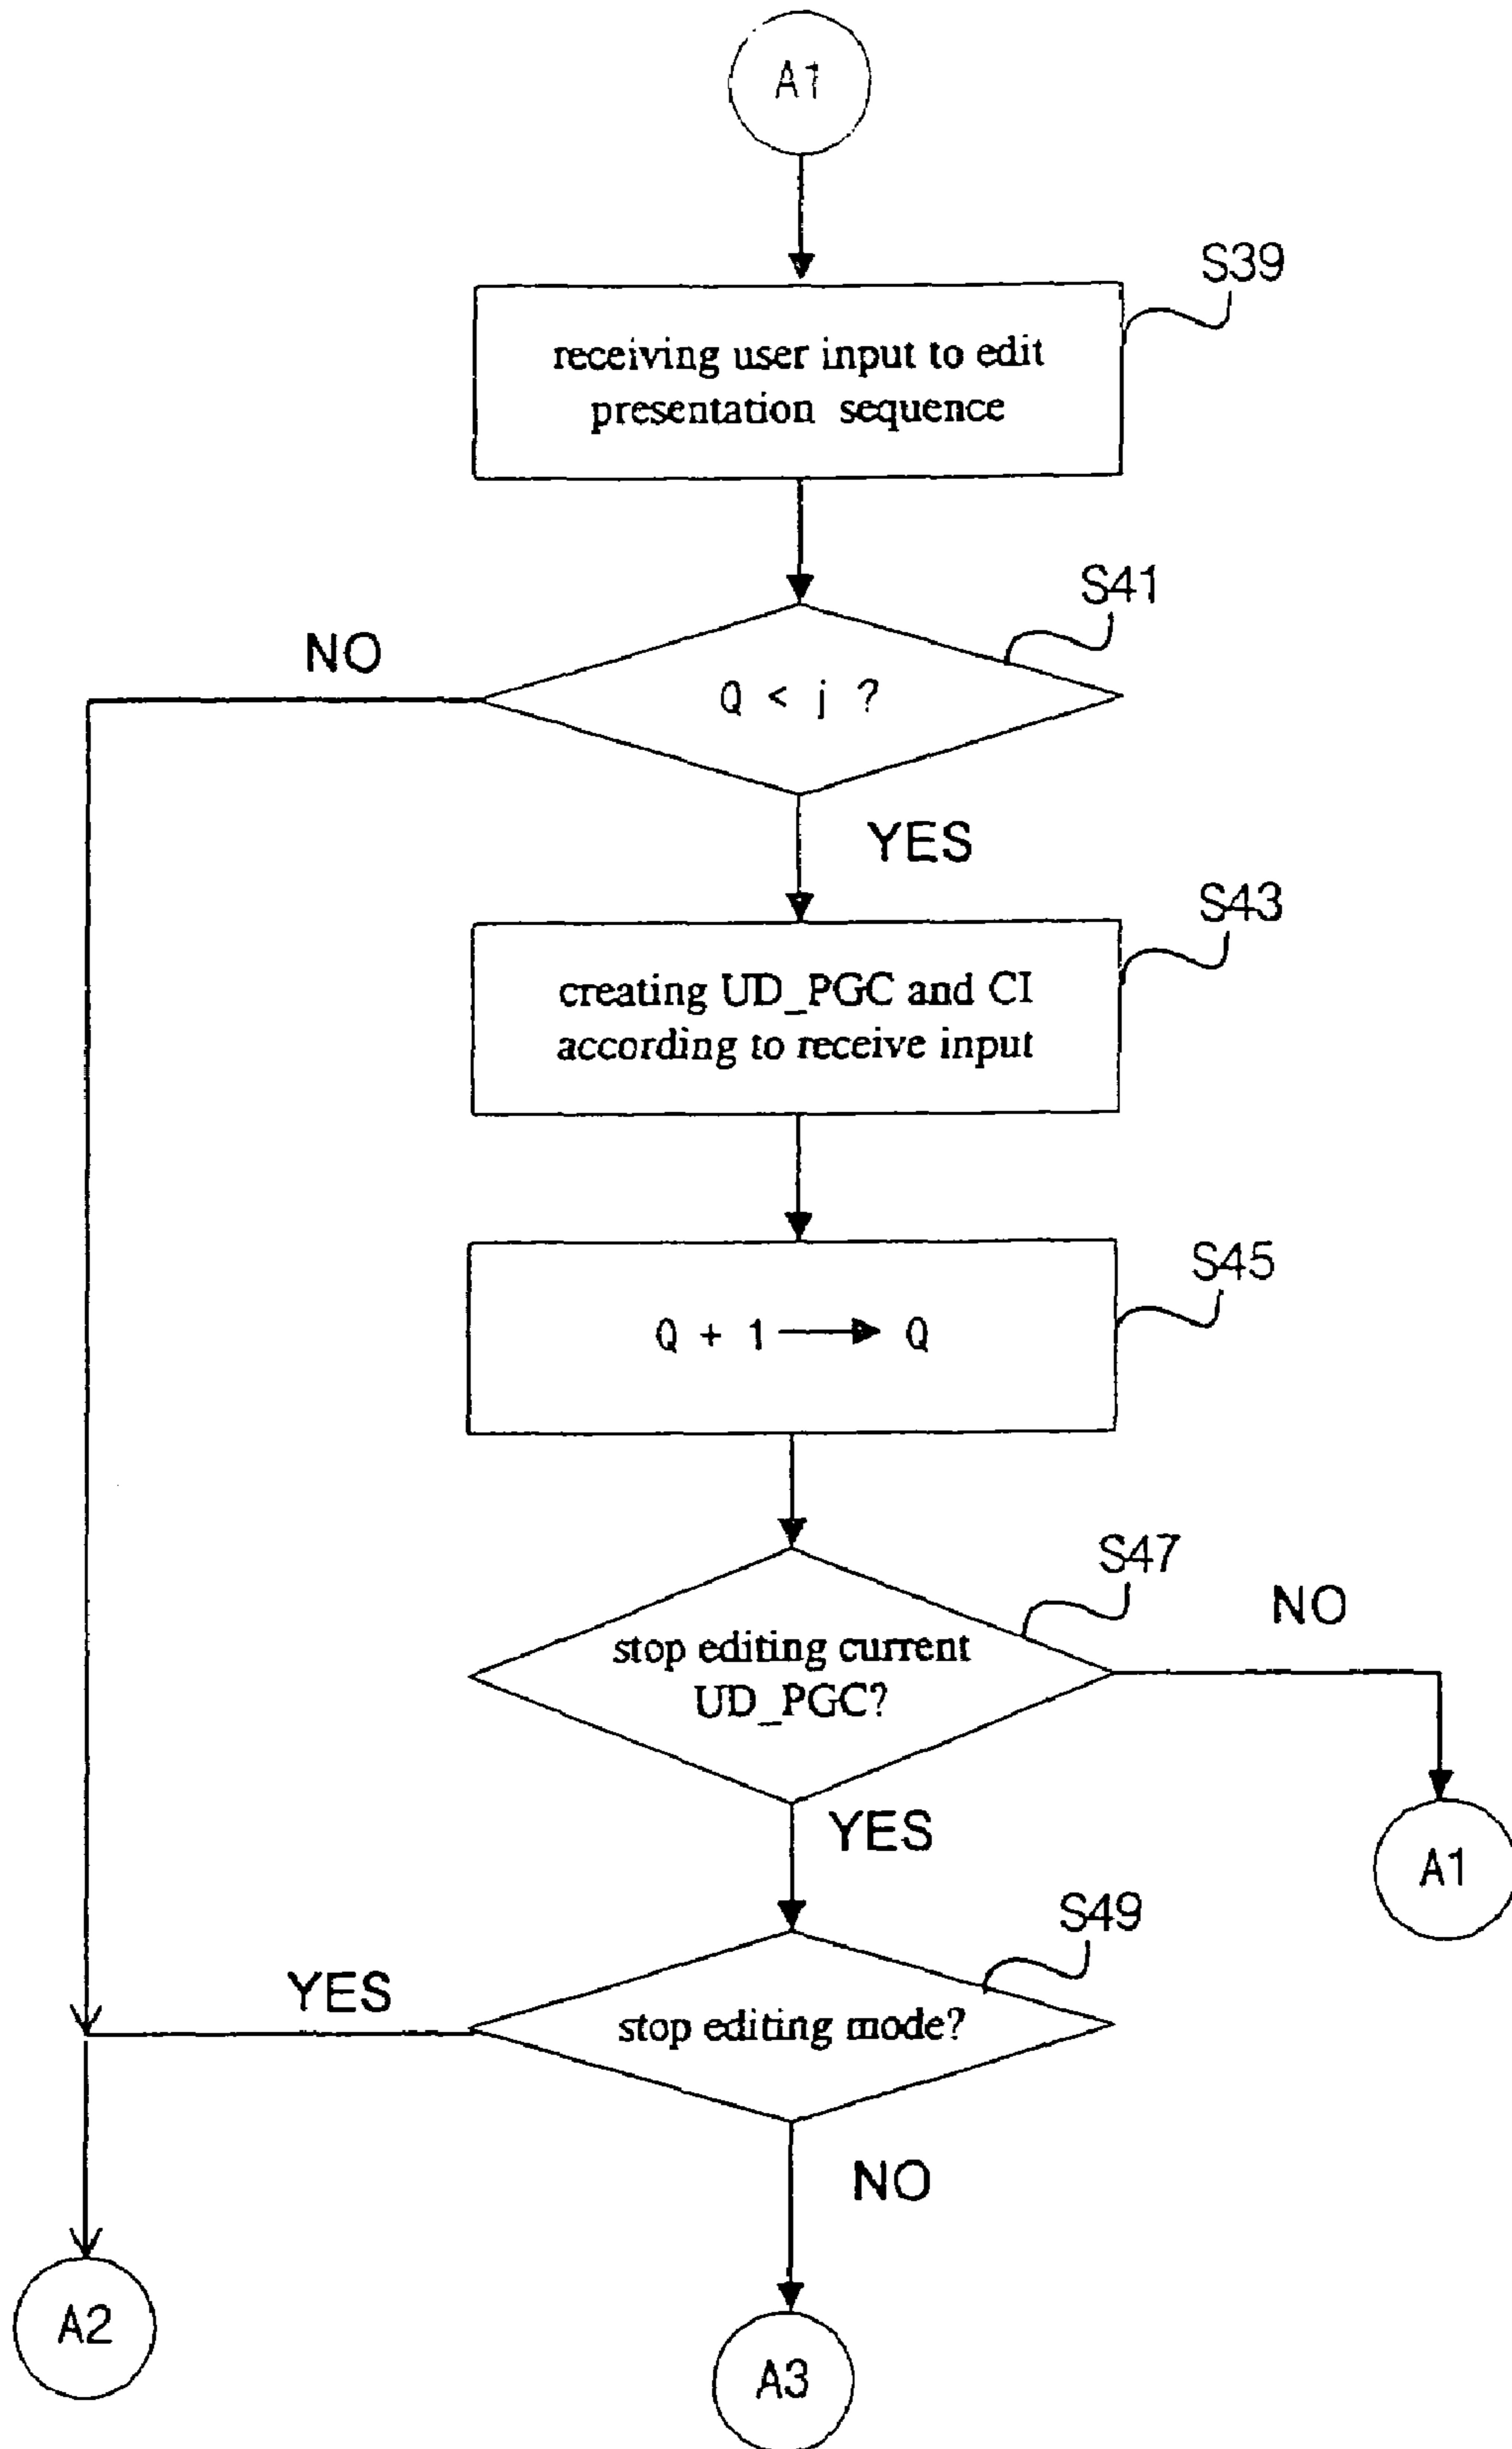 A1
S39
receiving user input to edit
presentation sequence
S41
NO
Q < j ?
YES
S43
creating UD_PGC and CI
according to receive input
S45
Q + 1 → Q
S47
NO
stop editing current
UD_PGC?
YES
A1
S49
YES
stop editing mode?
NO
A2
A3